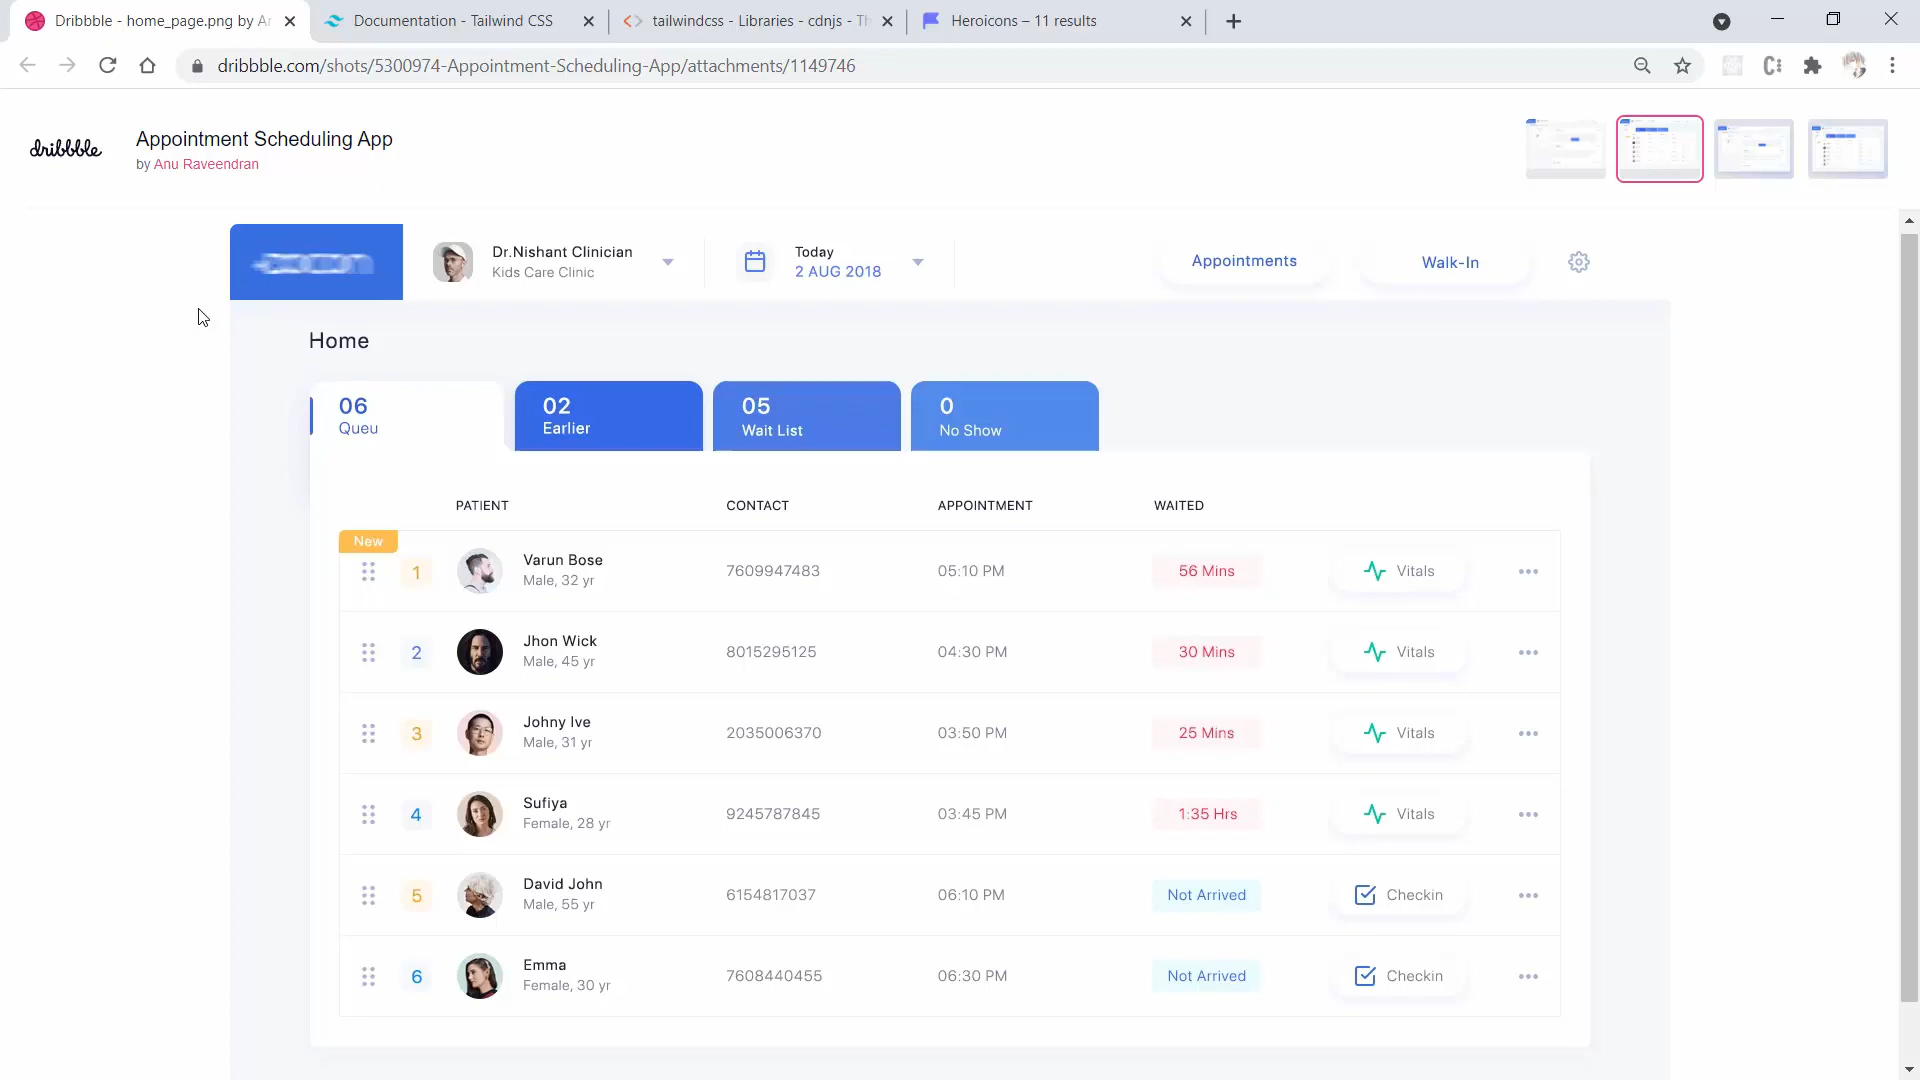 Dribbble - home_page.png by Ar
Documentation - Tailwind CSS
tailwindcss - Libraries - cdnjs - Th
Heroicons – 11 results
dribbble.com/shots/5300974-Appointment-Scheduling-App/attachments/1149746
dribbble
Appointment Scheduling App
by Anu Raveendran
Dr.Nishant Clinician
Kids Care Clinic
Today
2 AUG 2018
Appointments
Walk-In
Home
06
Queu
02
Earlier
05
Wait List
0
No Show
PATIENT CONTACT APPOINTMENT WAITED
New
1 Varun Bose 7609947483 05:10 PM 56 Mins Vitals
Male, 32 yr
2 Jhon Wick 8015295125 04:30 PM 30 Mins Vitals
Male, 45 yr
3 Johny Ive 2035006370 03:50 PM 25 Mins Vitals
Male, 31 yr
4 Sufiya 9245787845 03:45 PM 1:35 Hrs Vitals
Female, 28 yr
5 David John 6154817037 06:10 PM Not Arrived Checkin
Male, 55 yr
6 Emma 7608440455 06:30 PM Not Arrived Checkin
Female, 30 yr